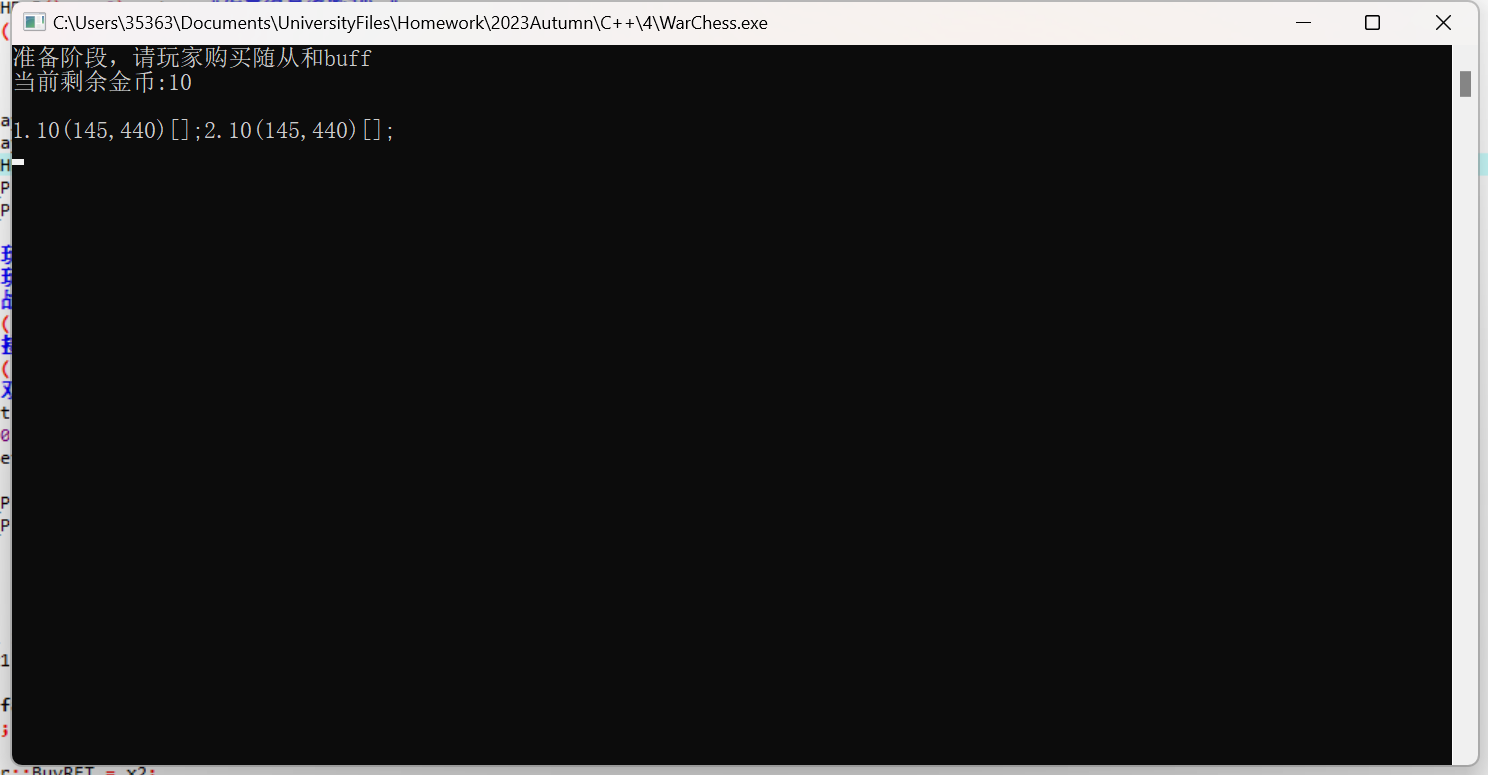 C:\Users\35363\Documents\UniversityFiles\Homework\2023Autumn\C++\4\WarChess.exe
准备阶段，请玩家购买随从和buff
当前剩余金币:10
1.10(145,440)[];2.10(145,440)[];
r::BuyRET = x2;